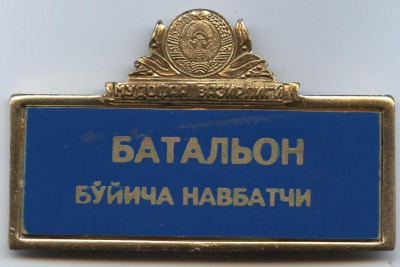 МУДОФАА ВАЗИРЛИГИ
БАТАЛЬОН
БЎЙИЧА НАВБАТЧИ